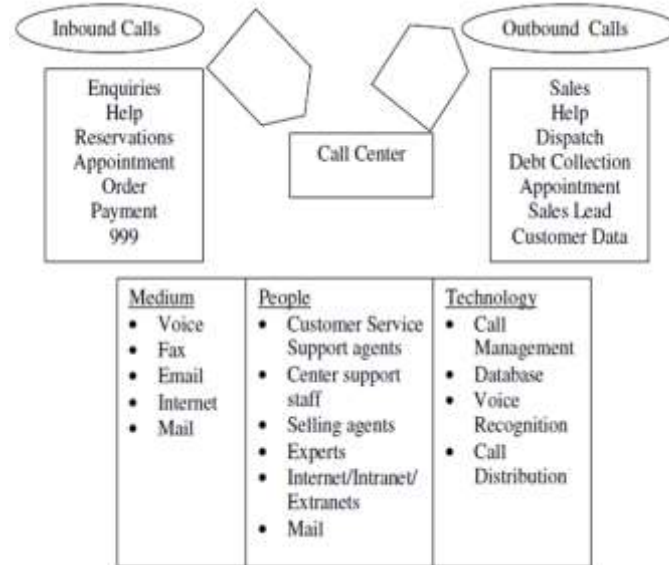 Inbound Calls
Outbound Calls
Enquiries
Help
Reservations
Appointment
Order
Payment
999
Call Center
Sales
Help
Dispatch
Debt Collection
Appointment
Sales Lead
Customer Data
Medium
• Voice
• Fax
• Email
• Internet
• Mail
People
• Customer Service
Support agents
• Center support
staff
• Selling agents
• Experts
• Internet/Intranet/
Extranets
• Mail
Technology
• Call
Management
• Database
• Voice
Recognition
• Call
Distribution